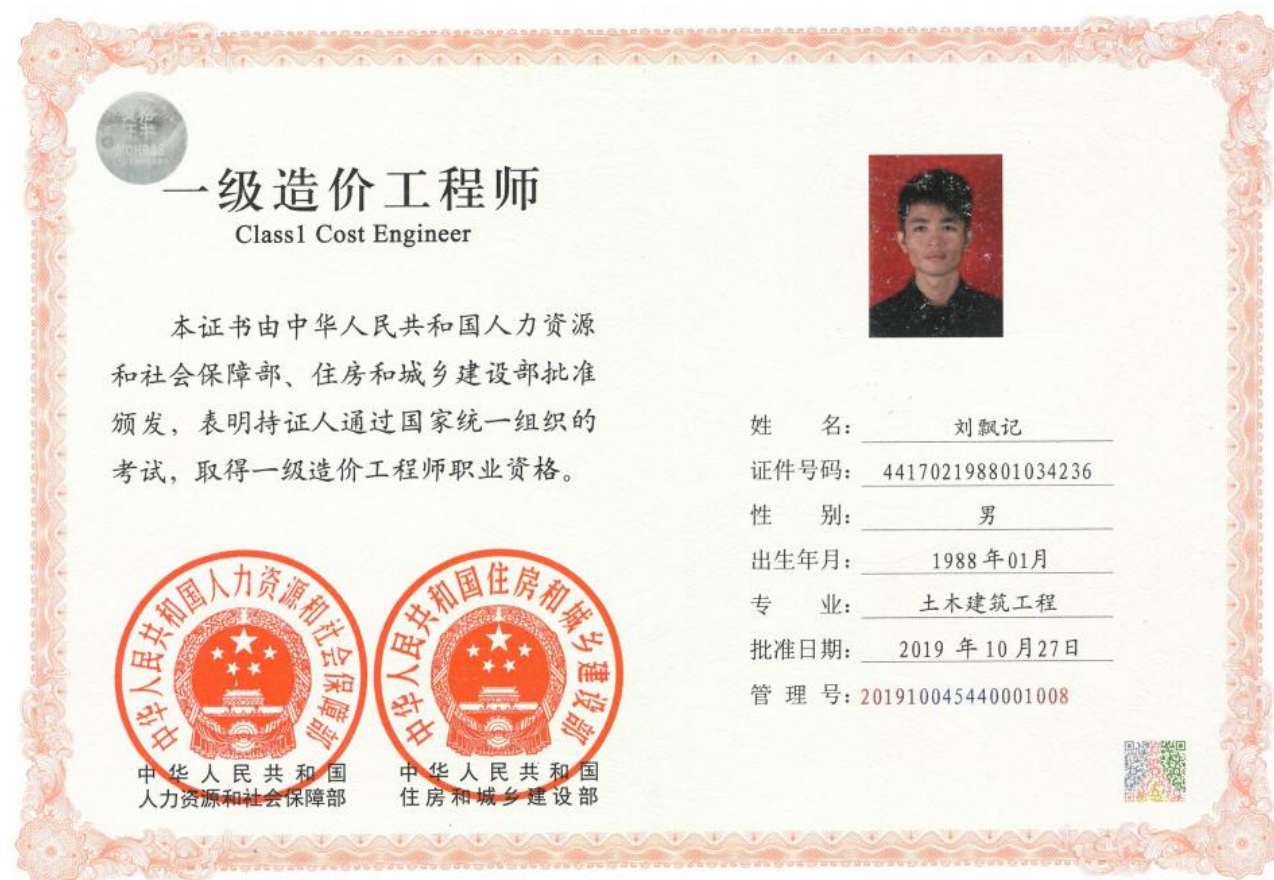 一级造价工程师
Class1 Cost Engineer
本证书由中华人民共和国人力资源
和社会保障部、住房和城乡建设部批准
颁发，表明持证人通过国家统一组织的
考试，取得一级造价工程师职业资格。
中华人民共和国人力资源和社会保障部
中华人民共和国
人力资源和社会保障部
中华人民共和国住房和城乡建设部
中华人民共和国
住房和城乡建设部
姓 名： 刘飘记
证件号码： 441702198801034236
性 别： 男
出生年月： 1988年01月
专 业： 土木建筑工程
批准日期： 2019 年 10 月27日
管 理 号：201910045440001008